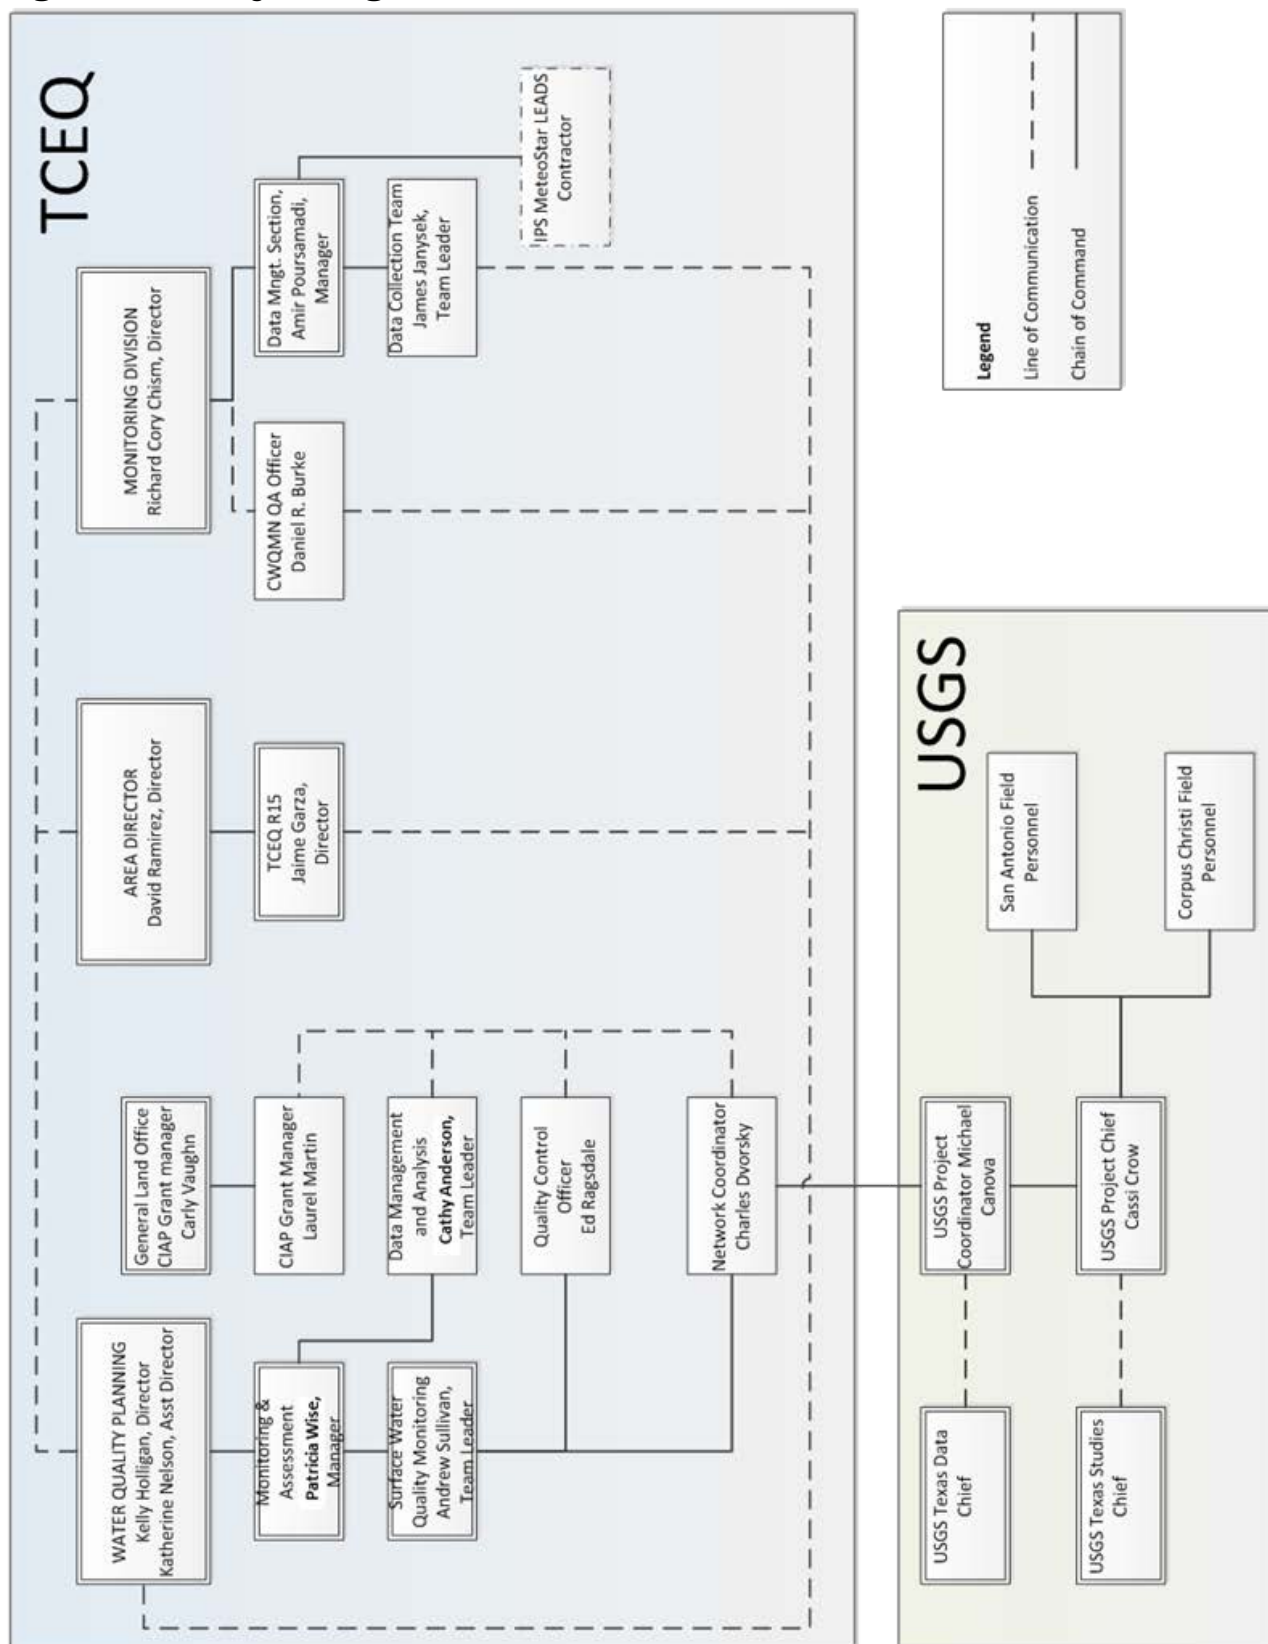 TCEQ
WATER QUALITY PLANNING
Kelly Holligan, Director
Katherine Nelson, Asst Director
General Land Office
CIAP Grant manager
Carly Vaughn
AREA DIRECTOR
David Ramirez, Director
MONITORING DIVISION
Richard Cory Chism, Director
Monitoring &
Assessment
Patricia Wise,
Manager
CIAP Grant Manager
Laurel Martin
TCEQ R15
Jaime Garza,
Director
CWQMN QA Officer
Daniel R. Burke
Data Mngt. Section,
Amir Poursamadi,
Manager
Surface Water
Quality Monitoring
Andrew Sullivan,
Team Leader
Data Management
and Analysis
Cathy Anderson,
Team Leader
Data Collection Team
James Janysek,
Team Leader
Quality Control
Officer
Ed Ragsdale
IPS MeteoStar LEADS
Contractor
Network Coordinator
Charles Dvorsky
USGS
USGS Texas Data
Chief
USGS Project
Coordinator Michael
Canova
San Antonio Field
Personnel
USGS Texas Studies
Chief
USGS Project Chief
Cassi Crow
Corpus Christi Field
Personnel
Legend
Line of Communication
Chain of Command